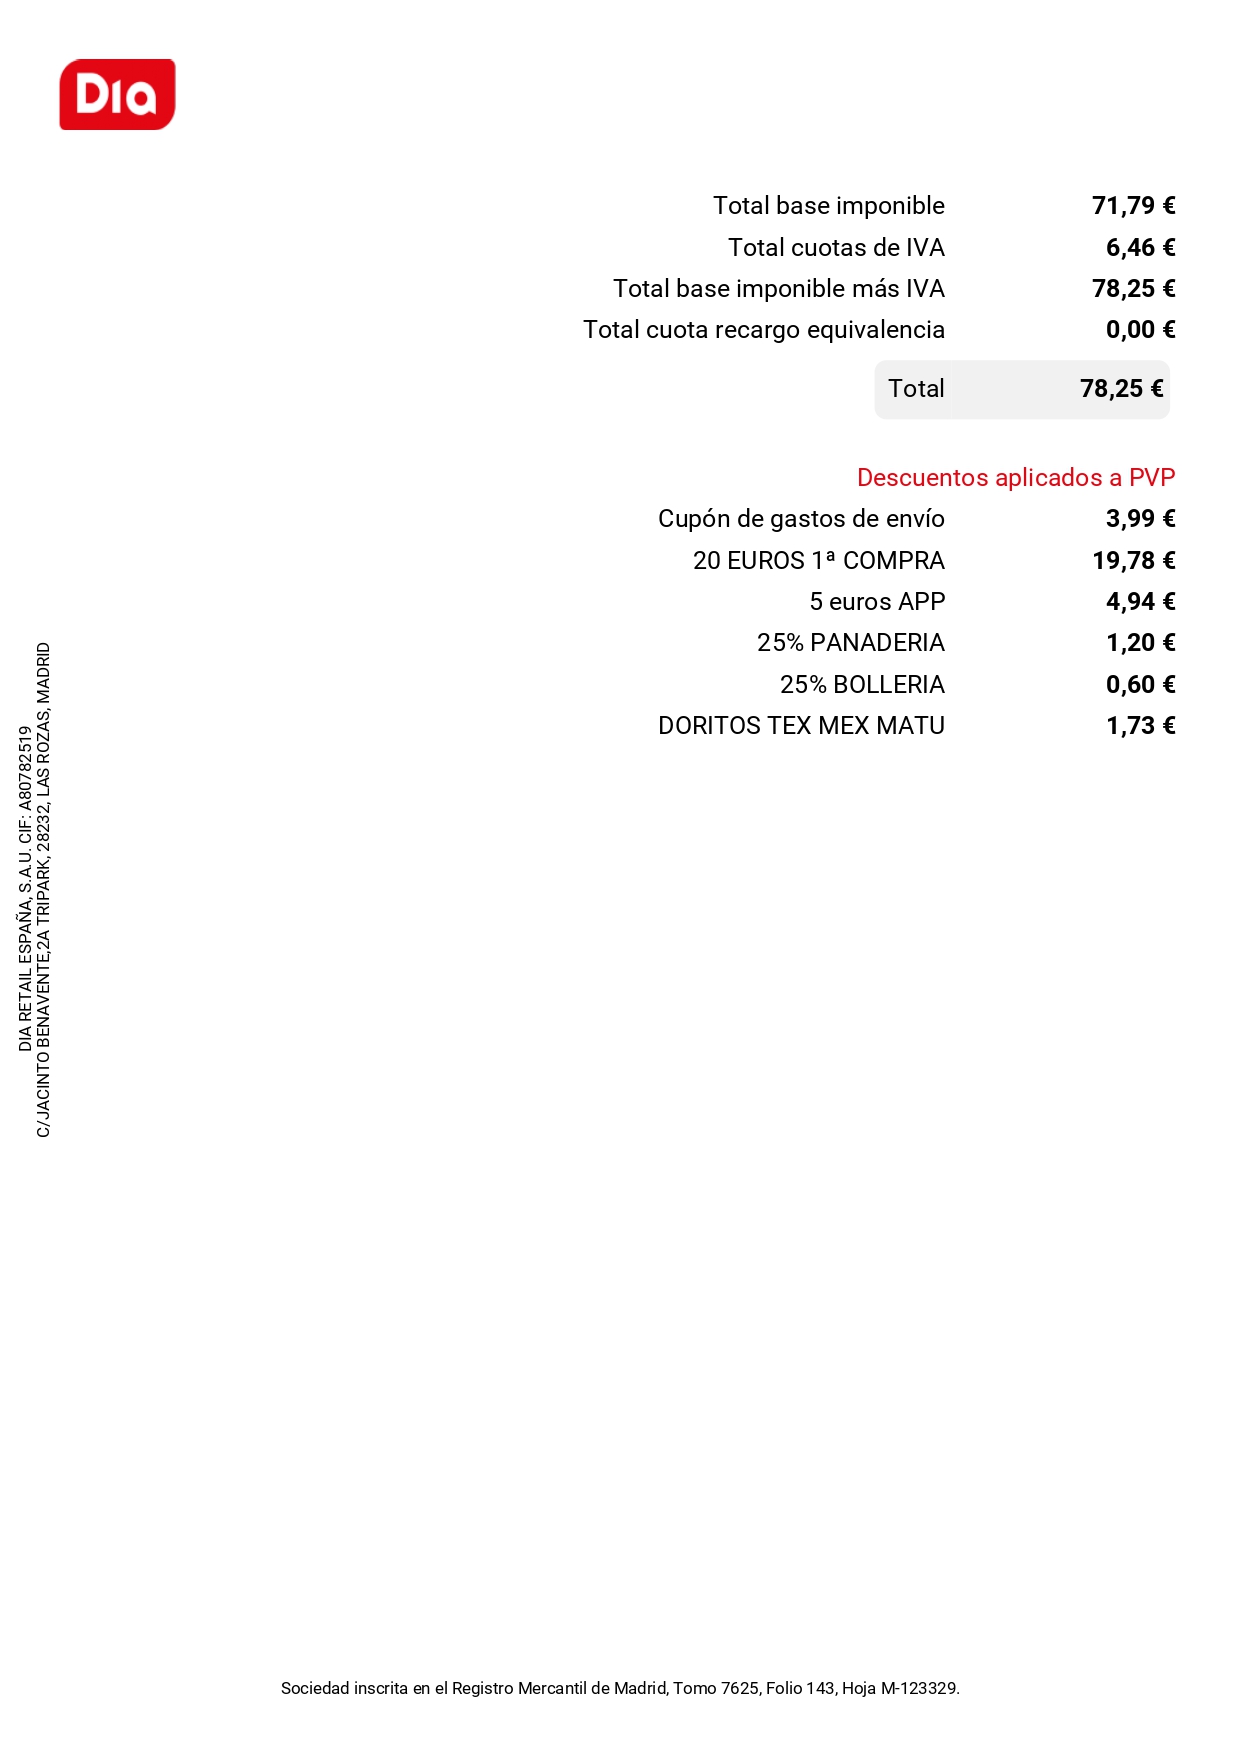 Dia
Total base imponible 71,79 €
Total cuotas de IVA 6,46 €
Total base imponible más IVA 78,25 €
Total cuota recargo equivalencia 0,00 €
Total 78,25 €
Descuentos aplicados a PVP
Cupón de gastos de envío 3,99 €
20 EUROS 1ª COMPRA 19,78 €
5 euros APP 4,94 €
25% PANADERIA 1,20 €
25% BOLLERIA 0,60 €
DORITOS TEX MEX MATU 1,73 €
DIA RETAIL ESPAÑA, S.A.U. CIF: A80782519
C/JACINTO BENAVENTE,2A TRIPARK, 28232, LAS ROZAS, MADRID
Sociedad inscrita en el Registro Mercantil de Madrid, Tomo 7625, Folio 143, Hoja M-123329.